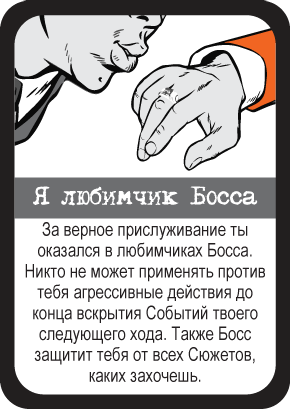 Я любимчик Босса
За верное прислуживание ты
оказался в любимчиках Босса.
Никто не может применять против
тебя агрессивные действия до
конца вскрытия Событий твоего
следующего хода. Также Босс
защитит тебя от всех Сюжетов,
каких захочешь.